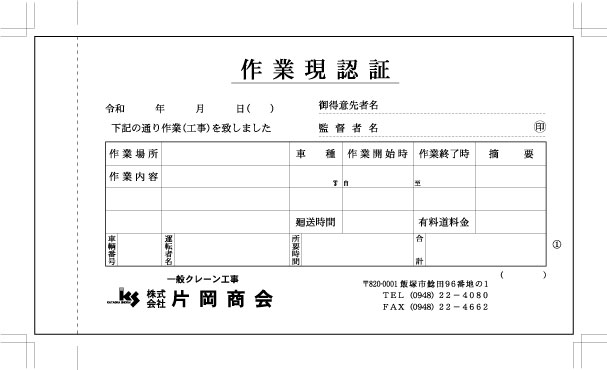 作業現認証
令和　年　月　日(　)
御得意先者名
下記の通り作業(工事)を致しました
監督者名　㊞
作業場所　車種　作業開始時　作業終了時　摘要
作業内容　自　至
廻送時間　有料道料金
車輌番号　運転者名　所要時間　合計
①
(　)
一般クレーン工事
株式会社 片岡商会
〒820-0001 飯塚市鯰田96番地の1
TEL (0948) 22－4080
FAX (0948) 22－4662